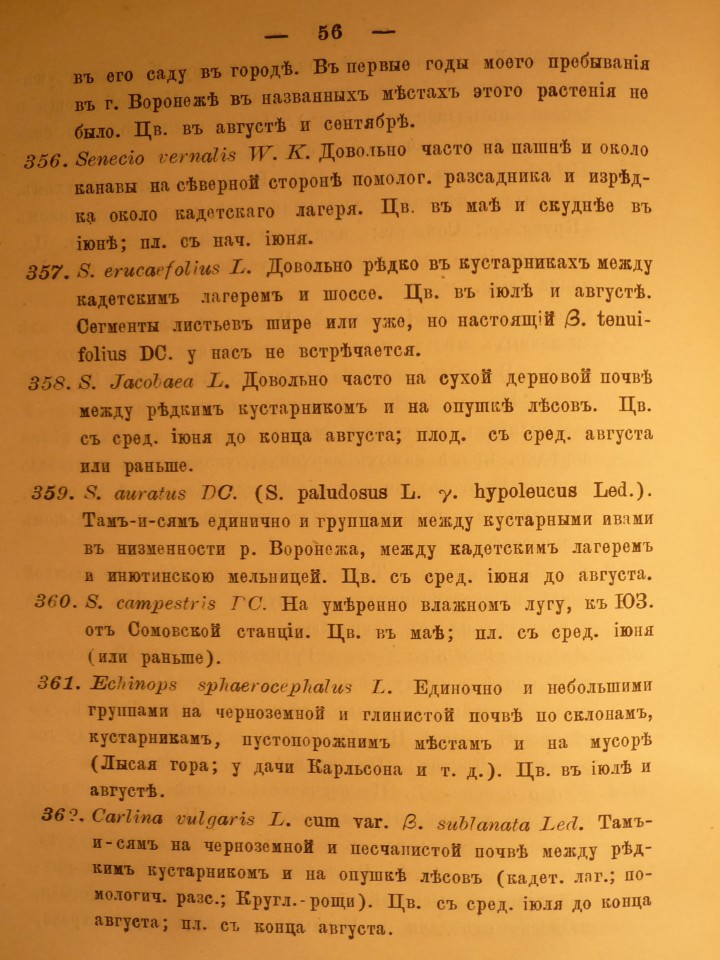 — 56 —
въ его саду въ городѣ. Въ первые годы моего пребыванія
въ г. Воронежѣ въ названныхъ мѣстахъ этого растенія не
было. Цв. въ августѣ и сентябрѣ.
356. Senecio vernalis W. K. Довольно часто на пашнѣ и около
канавы на сѣверной сторонѣ помолог. разсадника и изрѣд-
ка около кадетскаго лагеря. Цв. въ маѣ и скуднѣе въ
іюнѣ; пл. съ нач. іюня.
357. S. erucaefolius L. Довольно рѣдко въ кустарникахъ между
кадетскимъ лагеремъ и шоссе. Цв. въ іюлѣ и августѣ.
Сегменты листьевъ шире или уже, но настоящій β. tenui-
folius DC. у насъ не встрѣчается.
358. S. Jacobaea L. Довольно часто на сухой дерновой почвѣ
между рѣдкимъ кустарникомъ и на опушкѣ лѣсовъ. Цв.
съ сред. іюня до конца августа; плод. съ сред. августа
или раньше.
359. S. auratus DC. (S. paludosus L. γ. hypoleucus Led.).
Тамъ-и-сямъ единично и группами между кустарными ивами
въ низменности р. Воронежа, между кадетскимъ лагеремъ
и инютинскою мельницей. Цв. съ сред. іюня до августа.
360. S. campestris DC. На умѣренно влажномъ лугу, къ ЮЗ.
отъ Сомовской станціи. Цв. въ маѣ; пл. съ сред. іюня
(или раньше).
361. Echinops sphaerocephalus L. Единочно и небольшими
группами на черноземной и глинистой почвѣ по склонамъ,
кустарникамъ, пустопорожнимъ мѣстамъ и на мусорѣ
(Лысая гора; у дачи Карльсона и т. д.). Цв. въ іюлѣ и
августѣ.
362. Carlina vulgaris L. cum var. β. sublanata Led. Тамъ-
и-сямъ на черноземной и песчанистой почвѣ между рѣд-
кимъ кустарникомъ и на опушкѣ лѣсовъ (кадет. лаг.; по-
мологич. разс.; Кругл.-рощи). Цв. съ сред. іюля до конца
августа; пл. съ конца августа.